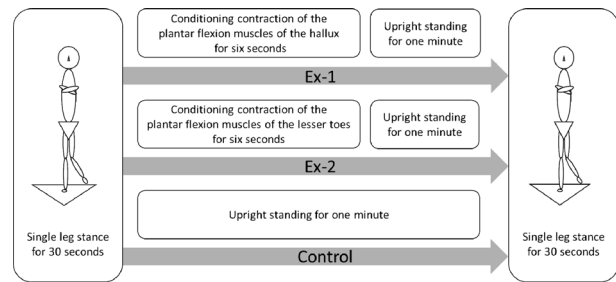 Conditioning contraction of the
plantar flexion muscles of the hallux
for six seconds
Upright standing
for one minute
Ex-1
Conditioning contraction of the
plantar flexion muscles of the lesser toes
for six seconds
Upright standing
for one minute
Ex-2
Upright standing for one minute
Control
Single leg stance
for 30 seconds
Single leg stance
for 30 seconds